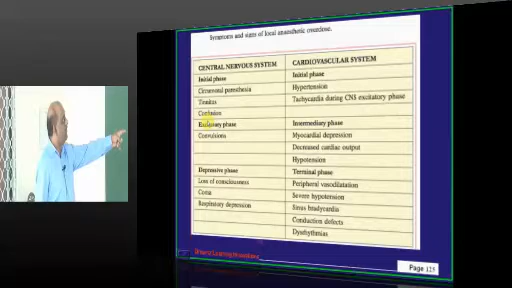 Symptoms and signs of local anaesthetic overdose.
CENTRAL NERVOUS SYSTEM CARDIOVASCULAR SYSTEM
Initial phase Initial phase
Circumoral paresthesia Hypertension
Tinnitus Tachycardia during CNS excitatory phase
Confusion
Excitatory phase Intermediary phase
Convulsions Myocardial depression
Decreased cardiac output
Hypotension
Depressive phase Terminal phase
Loss of consciousness Peripheral vasodilatation
Coma Severe hypotension
Respiratory depression Sinus bradycardia
Conduction defects
Dysrhythmias
Page 125